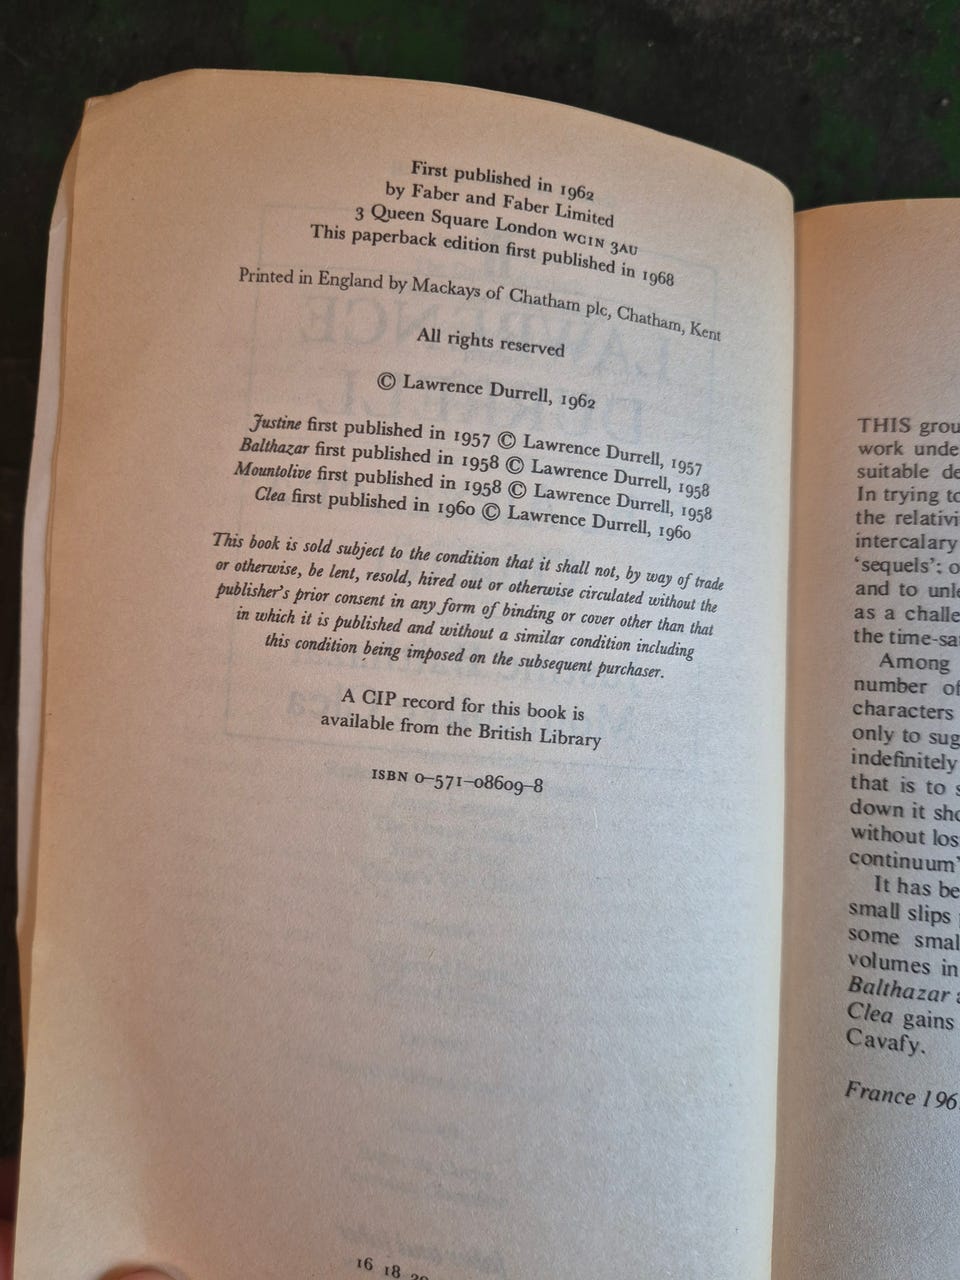 First published in 1962
by Faber and Faber Limited
3 Queen Square London WC1N 3AU
This paperback edition first published in 1968
Printed in England by Mackays of Chatham plc, Chatham, Kent
All rights reserved
© Lawrence Durrell, 1962
Justine first published in 1957 © Lawrence Durrell, 1957
Balthazar first published in 1958 © Lawrence Durrell, 1958
Mountolive first published in 1958 © Lawrence Durrell, 1958
Clea first published in 1960 © Lawrence Durrell, 1960
This book is sold subject to the condition that it shall not, by way of trade
or otherwise, be lent, resold, hired out or otherwise circulated without the
publisher's prior consent in any form of binding or cover other than that
in which it is published and without a similar condition including
this condition being imposed on the subsequent purchaser.
A CIP record for this book is
available from the British Library
ISBN 0–571–08609–8
16 18
THIS
work
suitable
In trying
the
intercalary
'sequels';
and to
as a
the
Among
number
characters
only to
indefinitely
that is to
down it
without
continuum'
It has
small slips
some
volumes in
Balthazar
Clea gains
Cavafy.
France